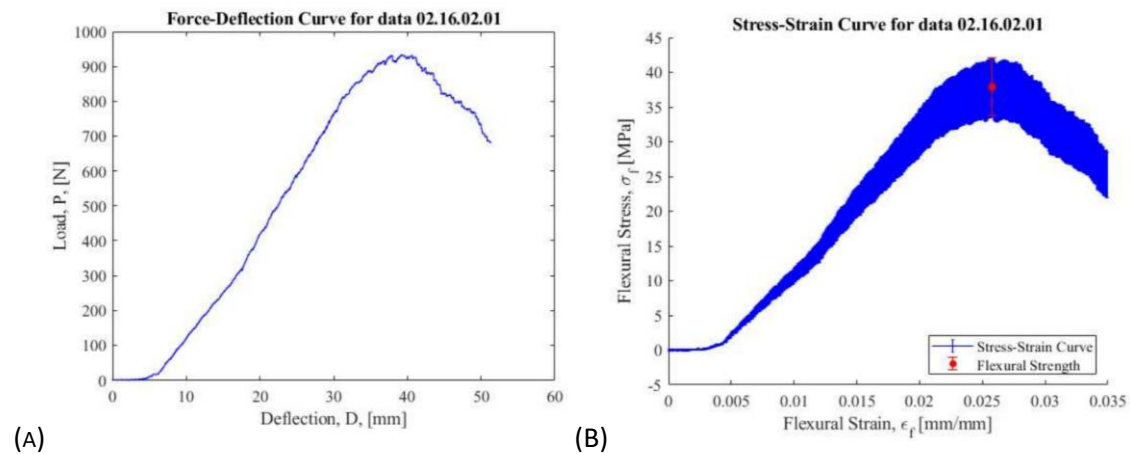 Force-Deflection Curve for data 02.16.02.01
1000
900
800
700
600
500
400
300
200
100
0
Load, P, [N]
0 10 20 30 40 50 60
Deflection, D, [mm]
(A)
Stress-Strain Curve for data 02.16.02.01
45
40
35
30
25
20
15
10
5
0
-5
Flexural Stress, σf [MPa]
Stress-Strain Curve
Flexural Strength
0 0.005 0.01 0.015 0.02 0.025 0.03 0.035
Flexural Strain, ϵf [mm/mm]
(B)